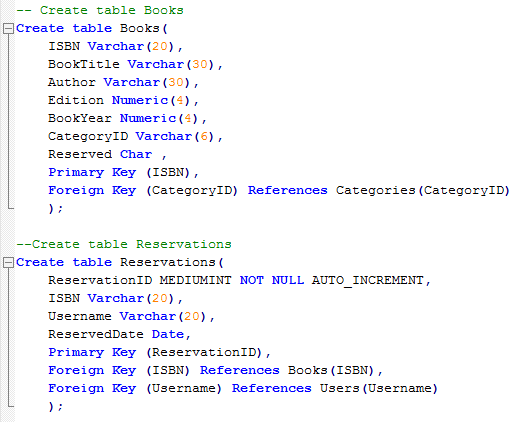 -- Create table Books
Create table Books(
ISBN Varchar(20),
BookTitle Varchar(30),
Author Varchar(30),
Edition Numeric(4),
BookYear Numeric(4),
CategoryID Varchar(6),
Reserved Char ,
Primary Key (ISBN),
Foreign Key (CategoryID) References Categories(CategoryID)
);
--Create table Reservations
Create table Reservations(
ReservationID MEDIUMINT NOT NULL AUTO_INCREMENT,
ISBN Varchar(20),
Username Varchar(20),
ReservedDate Date,
Primary Key (ReservationID),
Foreign Key (ISBN) References Books(ISBN),
Foreign Key (Username) References Users(Username)
);